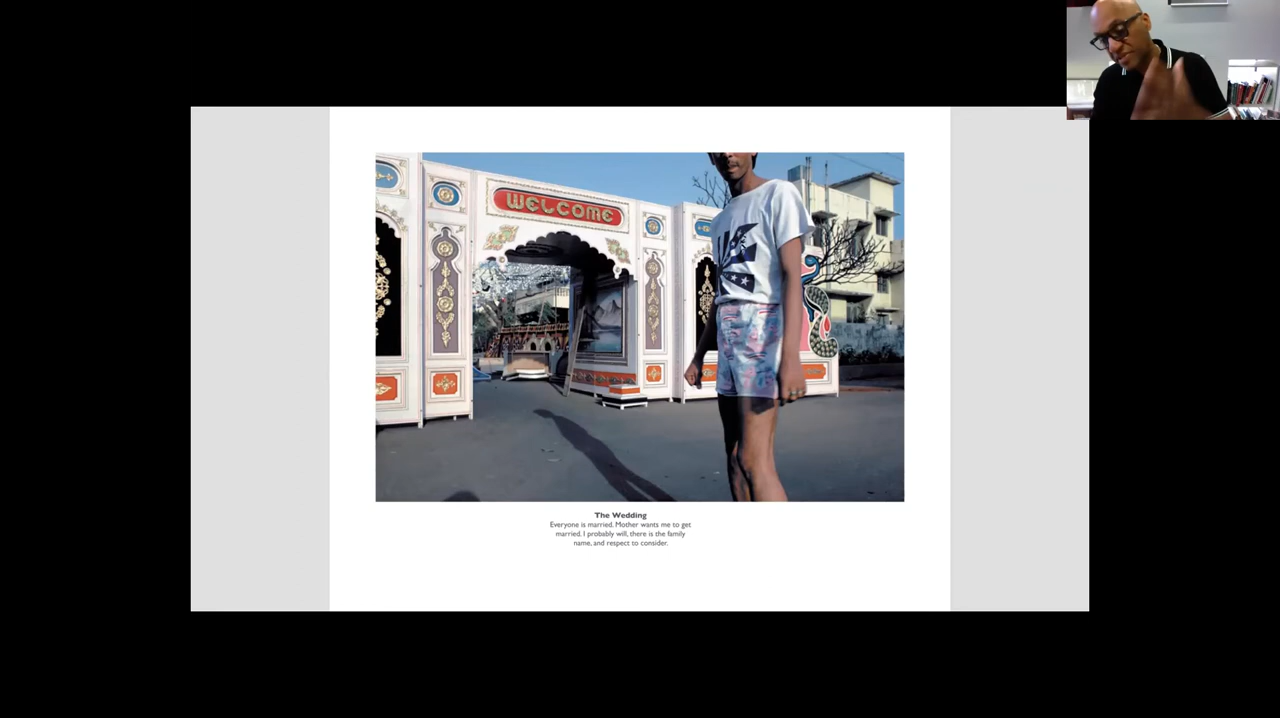 WELCOME
The Wedding
Everyone is married. Mother wants me to get
married. I probably will, there is the family
name, and respect to consider.